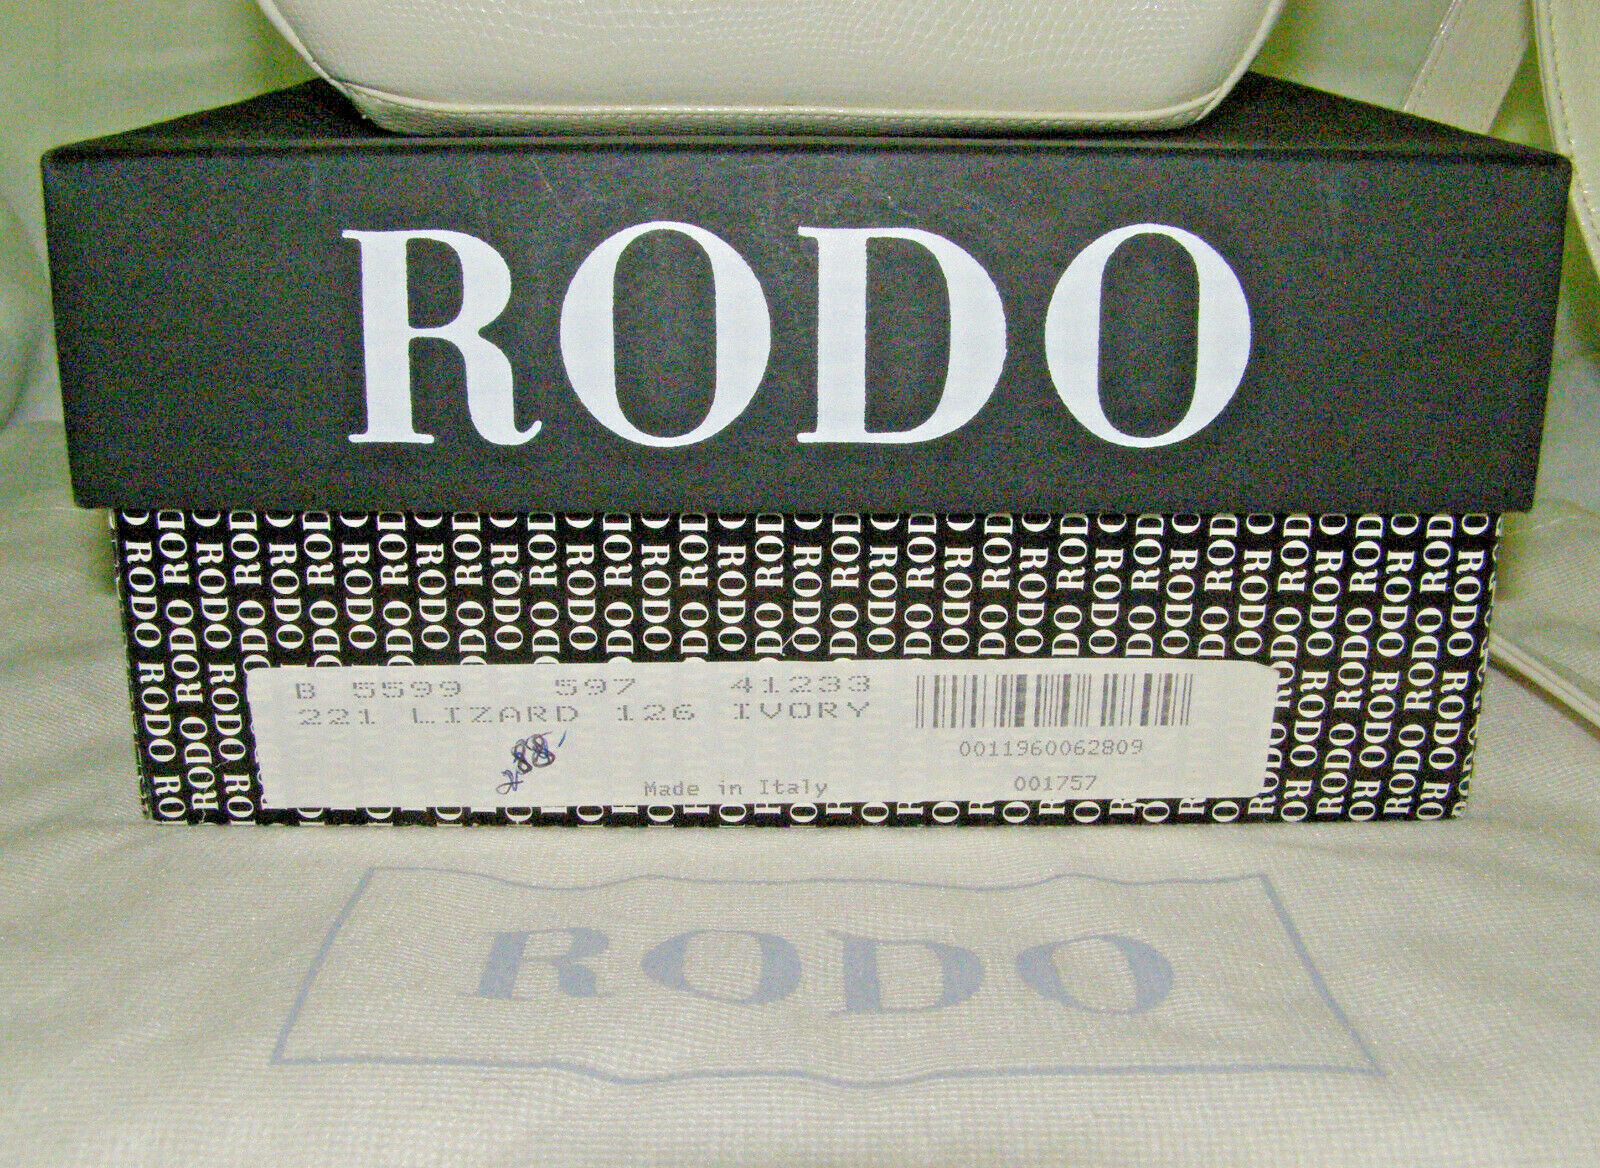 RODO
B 5599 597 41233
221 LIZARD 126 IVORY
0011960062809
Made in Italy 001757
RODO